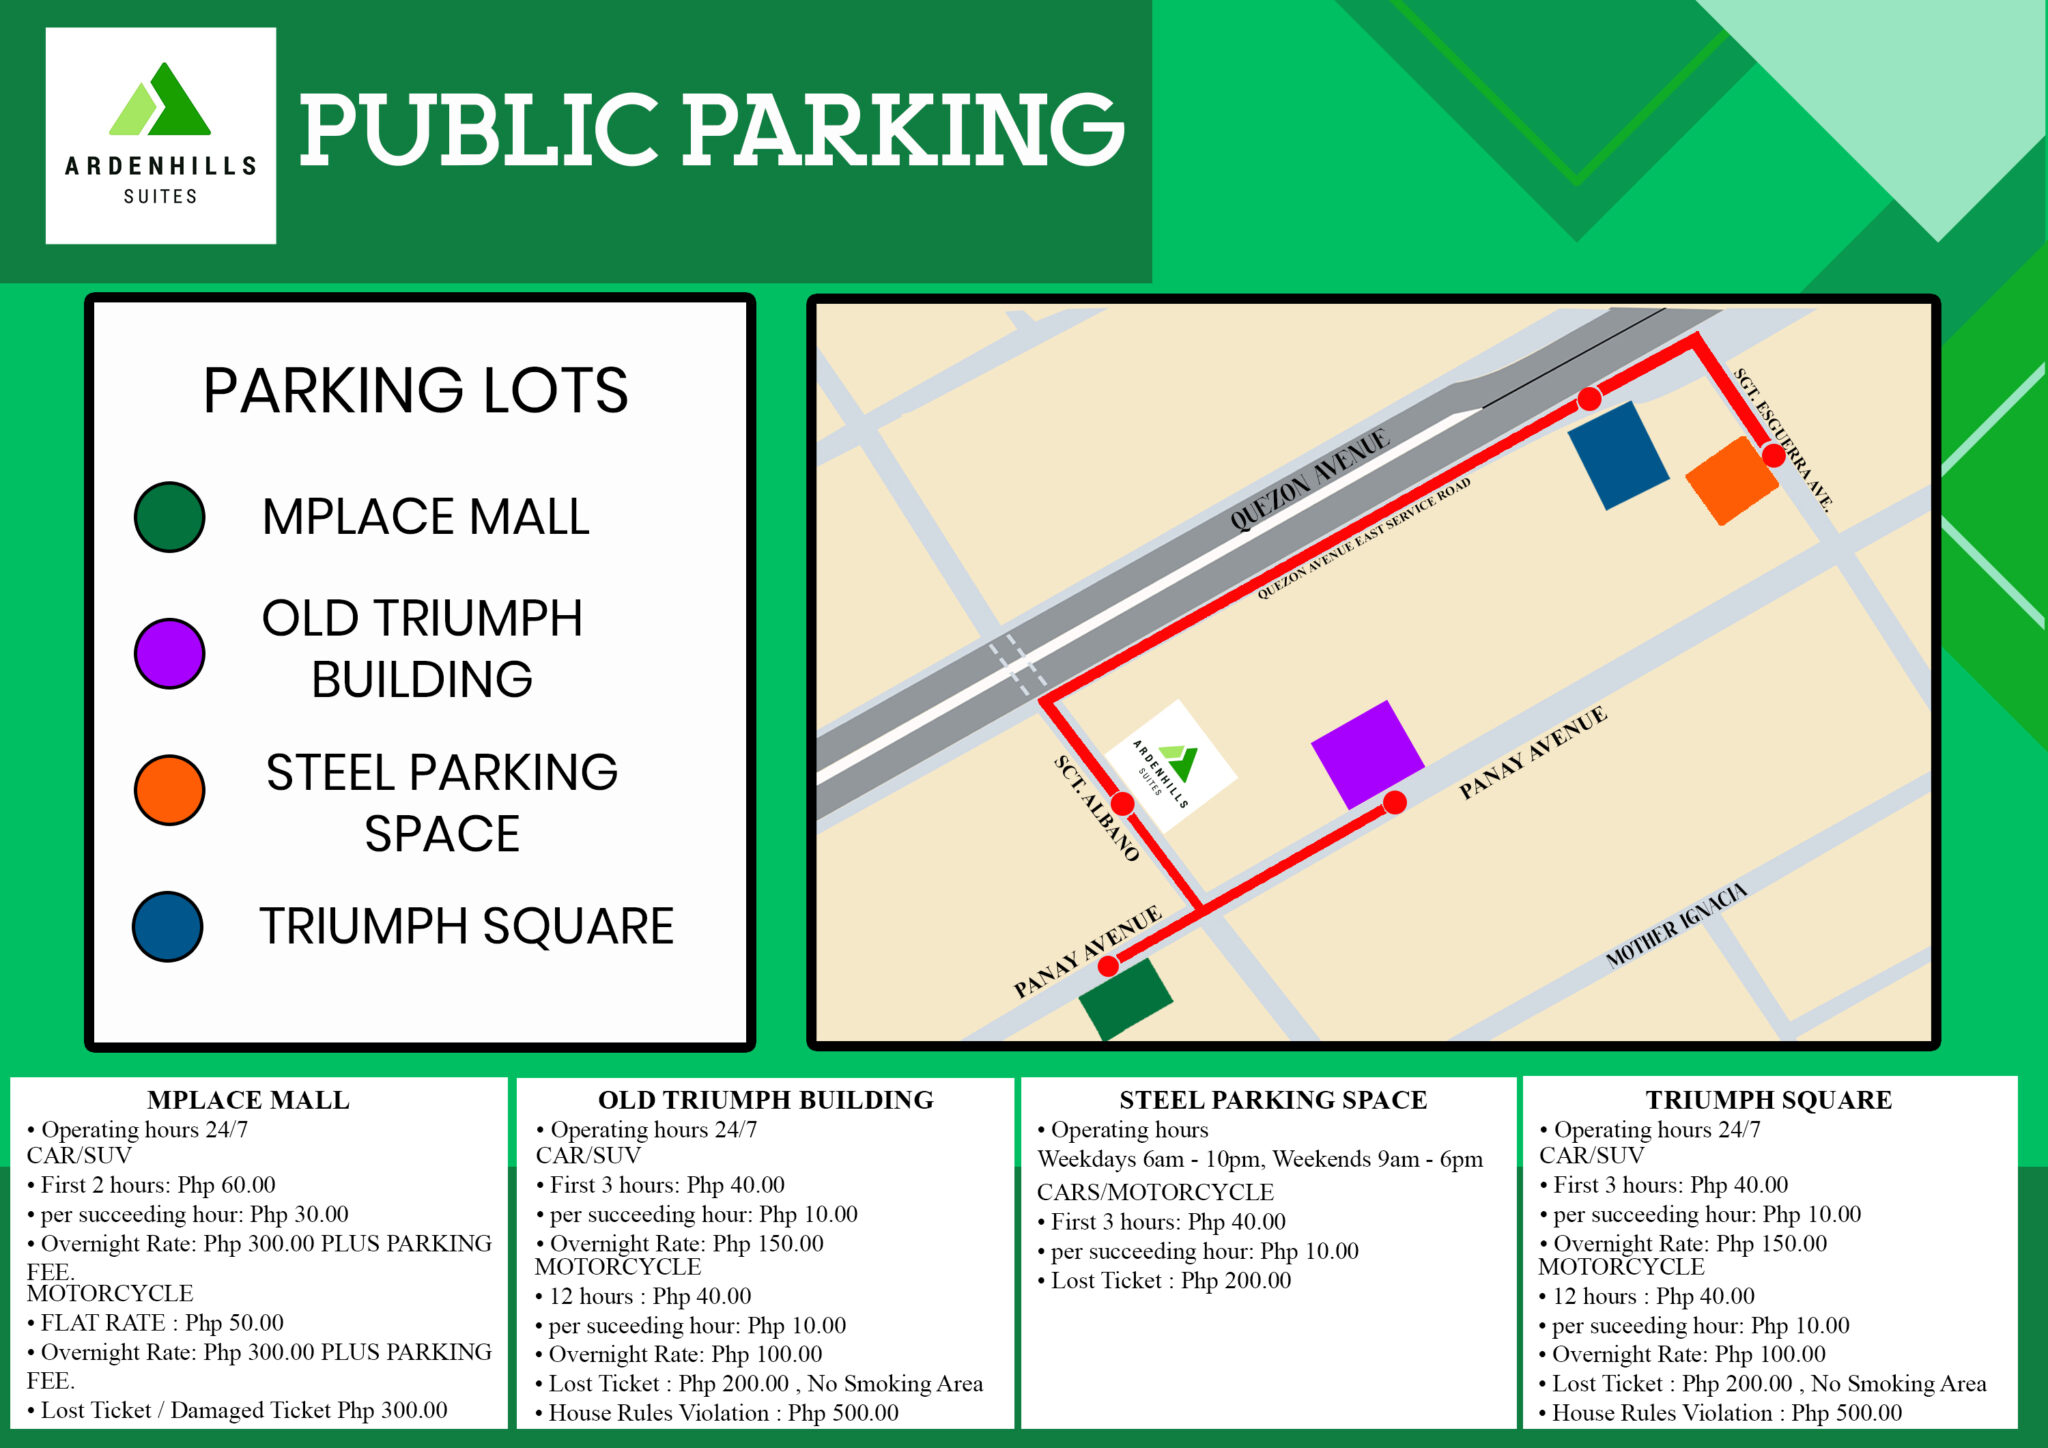 ARDENHILLS
SUITES
PUBLIC PARKING
PARKING LOTS
MPLACE MALL
OLD TRIUMPH
BUILDING
STEEL PARKING
SPACE
TRIUMPH SQUARE
QUEZON AVENUE
QUEZON AVENUE EAST SERVICE ROAD
SGT. ESGUERRA AVE.
ARDENHILLS
SUITES
SCT. ALBANO
PANAY AVENUE
PANAY AVENUE
MOTHER IGNACIA
MPLACE MALL
• Operating hours 24/7
CAR/SUV
• First 2 hours: Php 60.00
• per succeeding hour: Php 30.00
• Overnight Rate: Php 300.00 PLUS PARKING
FEE.
MOTORCYCLE
• FLAT RATE : Php 50.00
• Overnight Rate: Php 300.00 PLUS PARKING
FEE.
• Lost Ticket / Damaged Ticket Php 300.00
OLD TRIUMPH BUILDING
• Operating hours 24/7
CAR/SUV
• First 3 hours: Php 40.00
• per succeeding hour: Php 10.00
• Overnight Rate: Php 150.00
MOTORCYCLE
• 12 hours : Php 40.00
• per suceeding hour: Php 10.00
• Overnight Rate: Php 100.00
• Lost Ticket : Php 200.00 , No Smoking Area
• House Rules Violation : Php 500.00
STEEL PARKING SPACE
• Operating hours
Weekdays 6am - 10pm, Weekends 9am - 6pm
CARS/MOTORCYCLE
• First 3 hours: Php 40.00
• per succeeding hour: Php 10.00
• Lost Ticket : Php 200.00
TRIUMPH SQUARE
• Operating hours 24/7
CAR/SUV
• First 3 hours: Php 40.00
• per succeeding hour: Php 10.00
• Overnight Rate: Php 150.00
MOTORCYCLE
• 12 hours : Php 40.00
• per suceeding hour: Php 10.00
• Overnight Rate: Php 100.00
• Lost Ticket : Php 200.00 , No Smoking Area
• House Rules Violation : Php 500.00